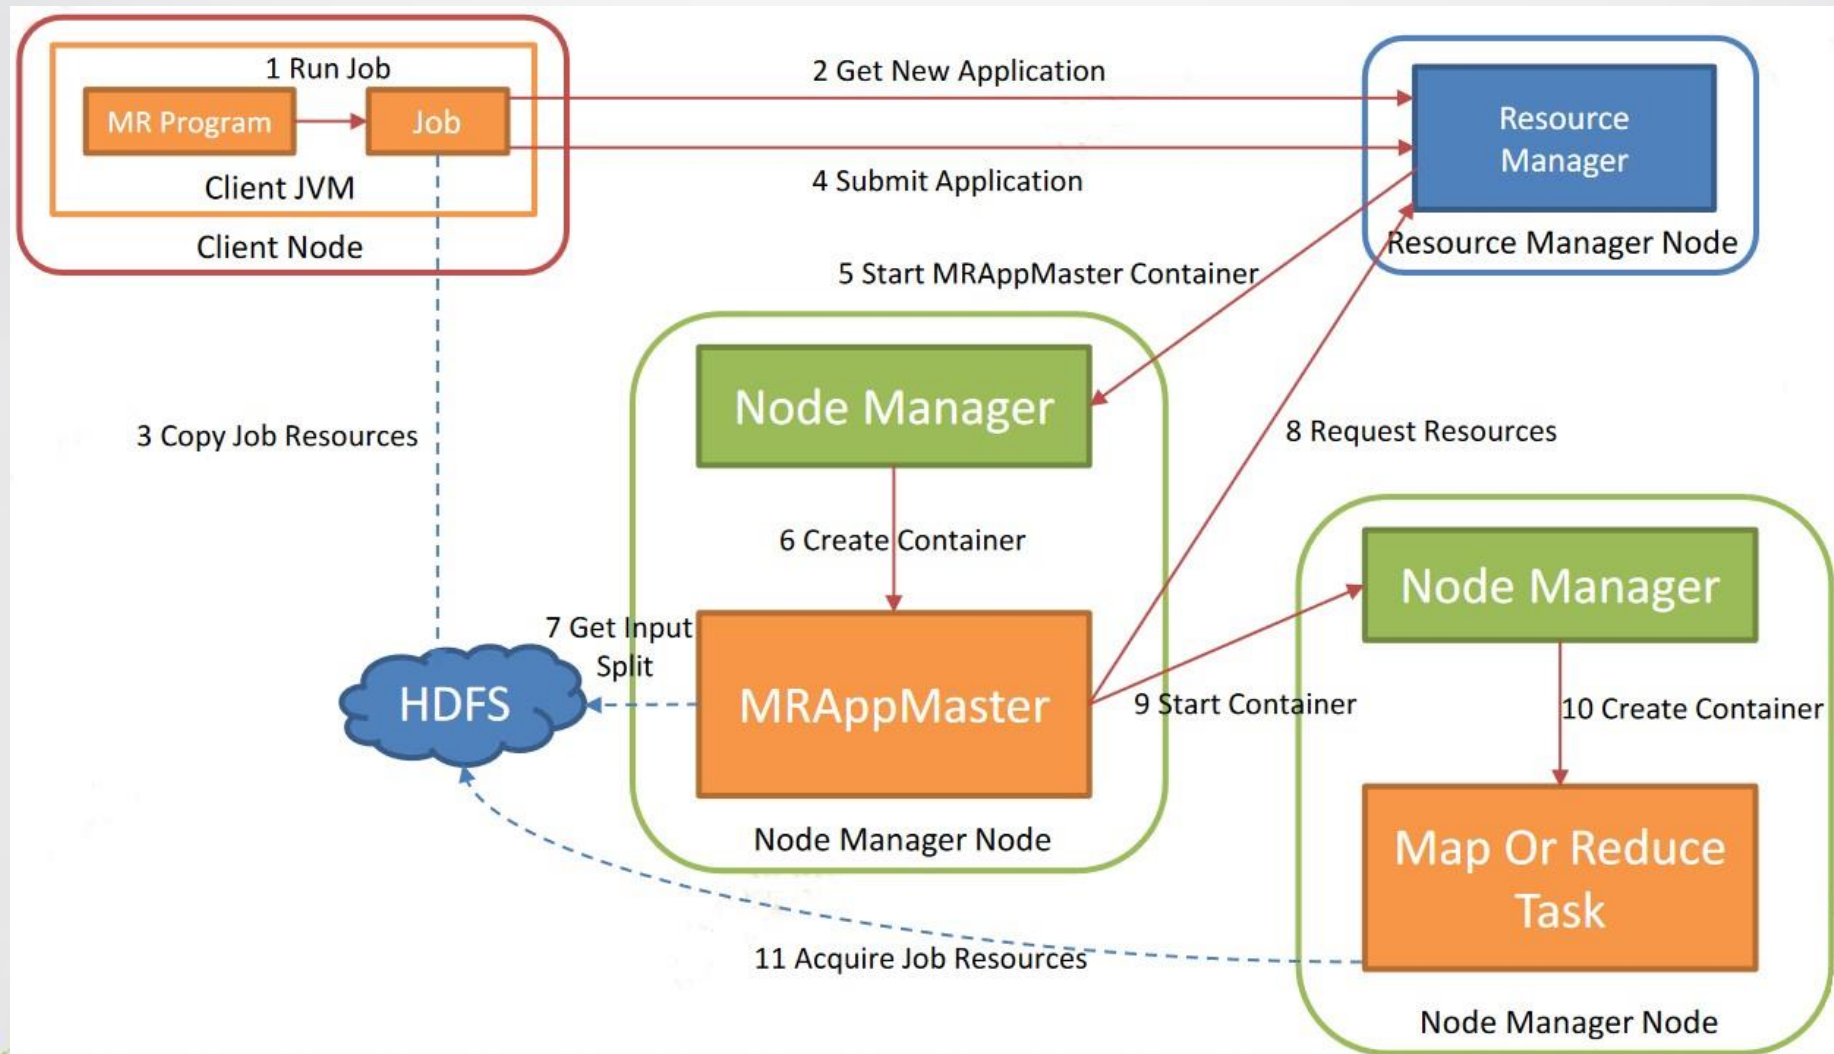 1 Run Job
MR Program
Job
Client JVM
Client Node
2 Get New Application
4 Submit Application
Resource
Manager
Resource Manager Node
5 Start MRAppMaster Container
3 Copy Job Resources
Node Manager
8 Request Resources
6 Create Container
7 Get Input
Split
HDFS
MRAppMaster
Node Manager Node
9 Start Container
Node Manager
10 Create Container
Map Or Reduce
Task
11 Acquire Job Resources
Node Manager Node